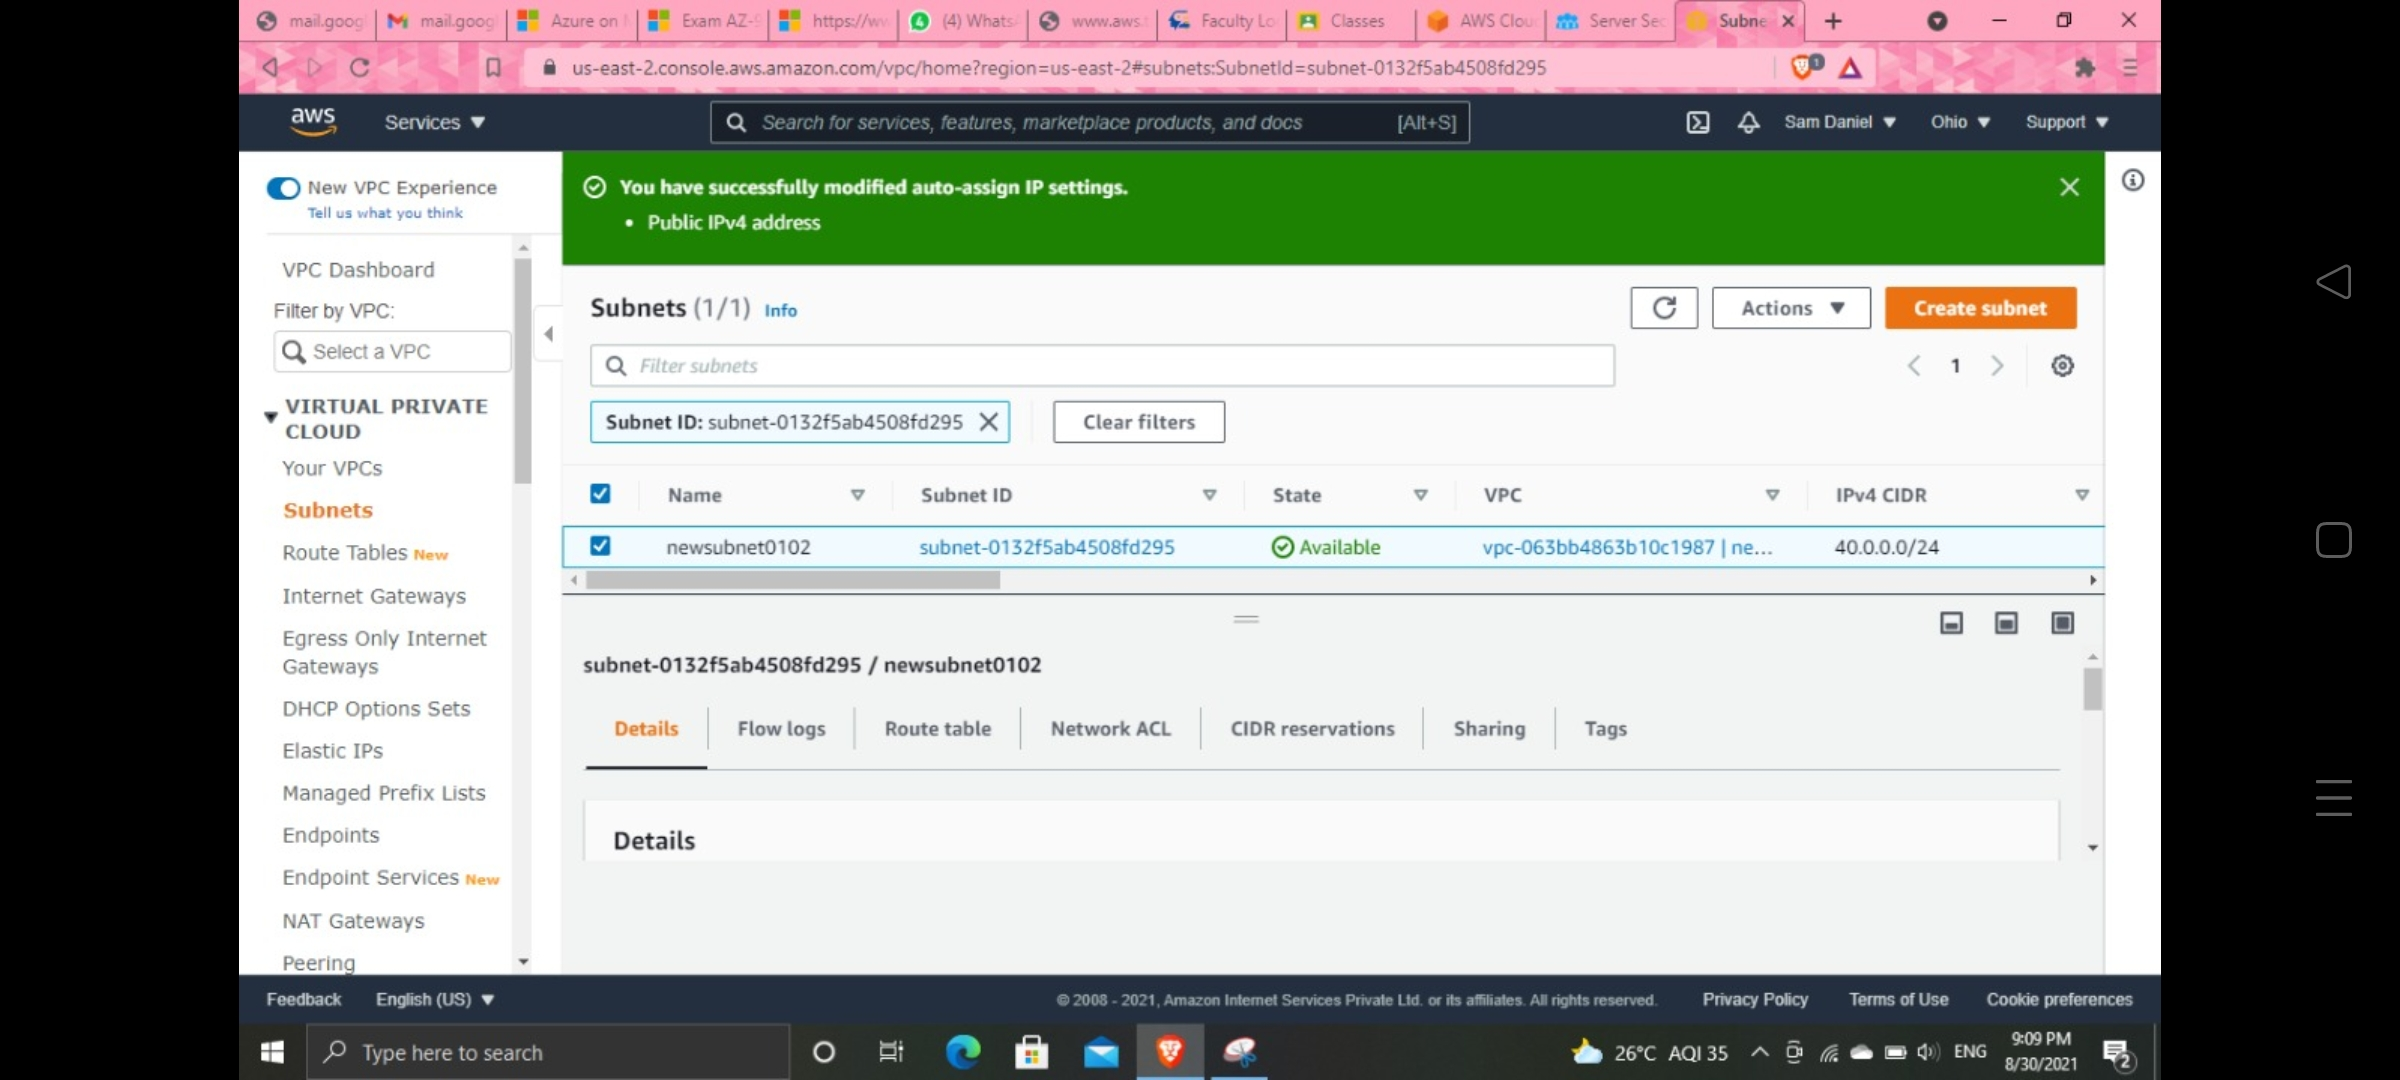 mail.goog
mail.goog
Azure on
Exam AZ-9
https://ww
(4) Whats
www.aws.
Faculty Lo
Classes
AWS Clou
Server Sec
Subne
us-east-2.console.aws.amazon.com/vpc/home?region=us-east-2#subnets:SubnetId=subnet-0132f5ab4508fd295
1
aws
Services
Search for services, features, marketplace products, and docs
[Alt+S]
Sam Daniel
Ohio
Support
New VPC Experience
Tell us what you think
You have successfully modified auto-assign IP settings.
• Public IPv4 address
VPC Dashboard
Filter by VPC:
Select a VPC
VIRTUAL PRIVATE
CLOUD
Your VPCs
Subnets
Route Tables New
Internet Gateways
Egress Only Internet
Gateways
DHCP Options Sets
Elastic IPs
Managed Prefix Lists
Endpoints
Endpoint Services New
NAT Gateways
Peering
Subnets (1/1) Info
Actions
Create subnet
Filter subnets
1
Subnet ID: subnet-0132f5ab4508fd295
Clear filters
Name
Subnet ID
State
VPC
IPv4 CIDR
newsubnet0102
subnet-0132f5ab4508fd295
Available
vpc-063bb4863b10c1987 | ne...
40.0.0.0/24
subnet-0132f5ab4508fd295 / newsubnet0102
Details
Flow logs
Route table
Network ACL
CIDR reservations
Sharing
Tags
Details
Feedback
English (US)
© 2008 - 2021, Amazon Internet Services Private Ltd. or its affiliates. All rights reserved.
Privacy Policy
Terms of Use
Cookie preferences
Type here to search
26°C AQI 35
ENG
9:09 PM
8/30/2021
2